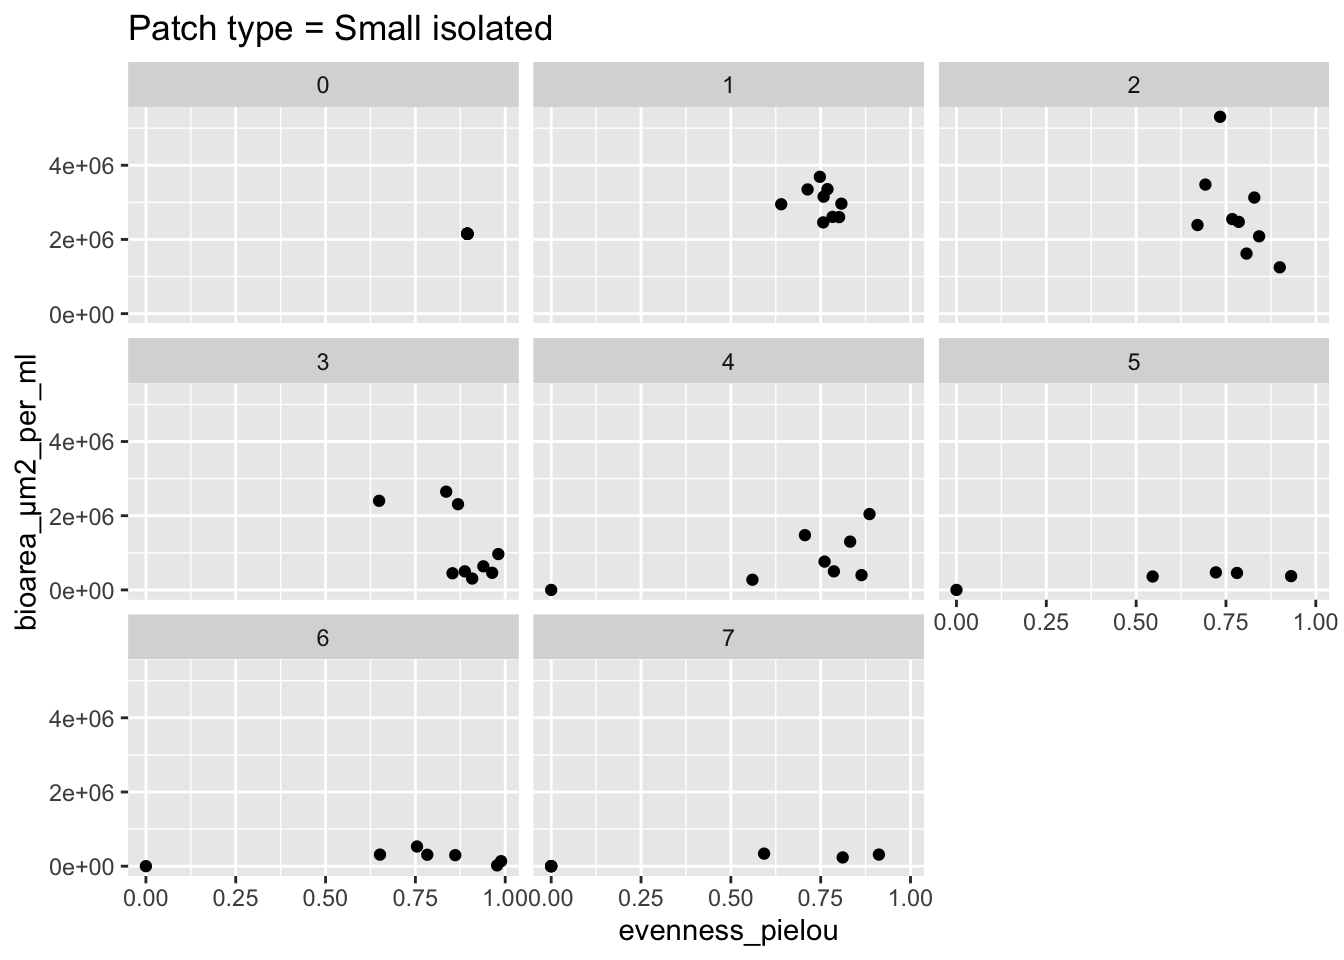 Patch type = Small isolated
0 1 2
4e+06
2e+06
0e+00
3 4 5
4e+06
2e+06
0e+00
0.00 0.25 0.50 0.75 1.00
6 7
4e+06
2e+06
0e+00
0.00 0.25 0.50 0.75 1.00 0.00 0.25 0.50 0.75 1.00
evenness_pielou
bioarea_µm2_per_ml